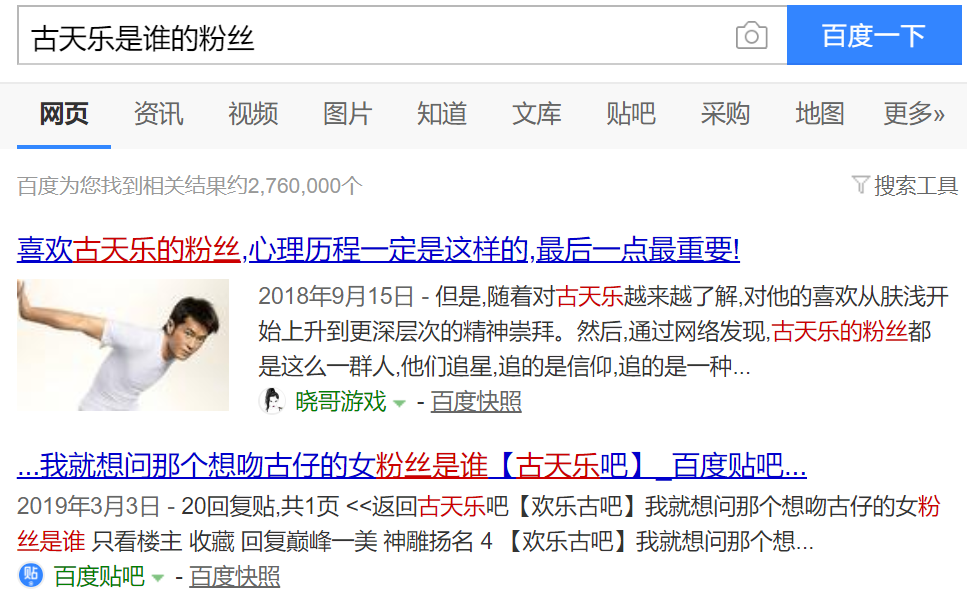 古天乐是谁的粉丝
百度一下
网页 资讯 视频 图片 知道 文库 贴吧 采购 地图 更多»
百度为您找到相关结果约2,760,000个
搜索工具
喜欢古天乐的粉丝,心理历程一定是这样的,最后一点最重要!
2018年9月15日 - 但是,随着对古天乐越来越了解,对他的喜欢从肤浅开
始上升到更深层次的精神崇拜。然后,通过网络发现,古天乐的粉丝都
是这么一群人,他们追星,追的是信仰,追的是一种...
晓哥游戏 - 百度快照
...我就想问那个想吻古仔的女粉丝是谁【古天乐吧】_百度贴吧...
2019年3月3日 - 20回复贴,共1页 <<返回古天乐吧【欢乐古吧】我就想问那个想吻古仔的女粉
丝是谁 只看楼主 收藏 回复巅峰一美 神雕扬名 4 【欢乐古吧】我就想问那个想...
贴
百度贴吧 - 百度快照